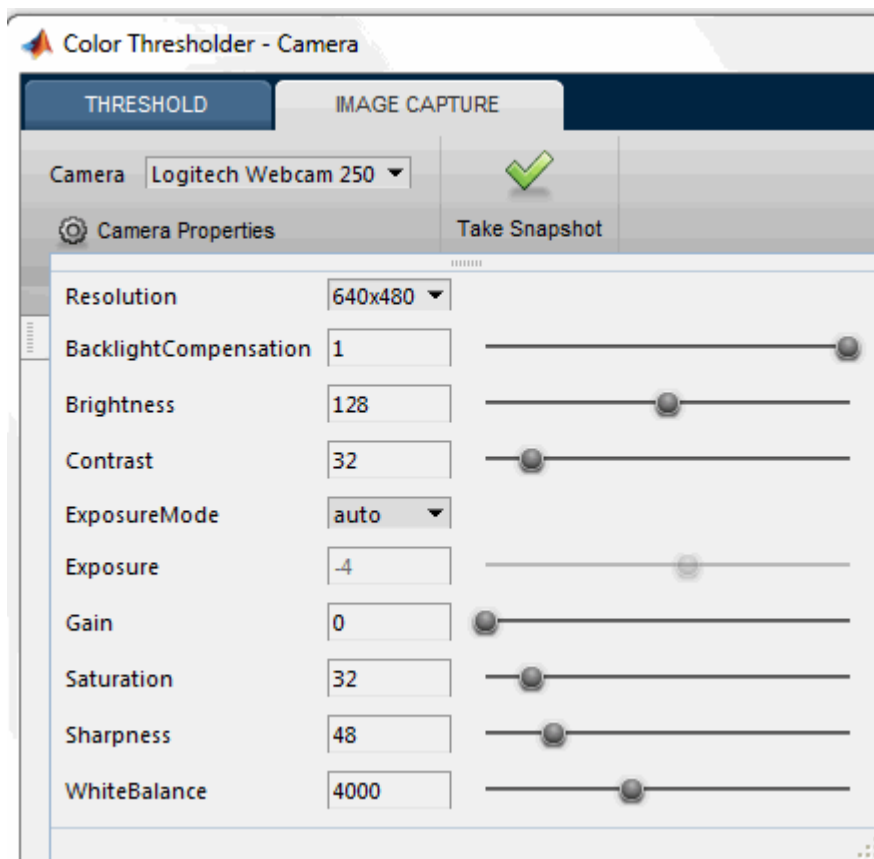 Color Thresholder - Camera
THRESHOLD IMAGE CAPTURE
Camera Logitech Webcam 250
Camera Properties Take Snapshot
Resolution 640x480
BacklightCompensation 1
Brightness 128
Contrast 32
ExposureMode auto
Exposure -4
Gain 0
Saturation 32
Sharpness 48
WhiteBalance 4000